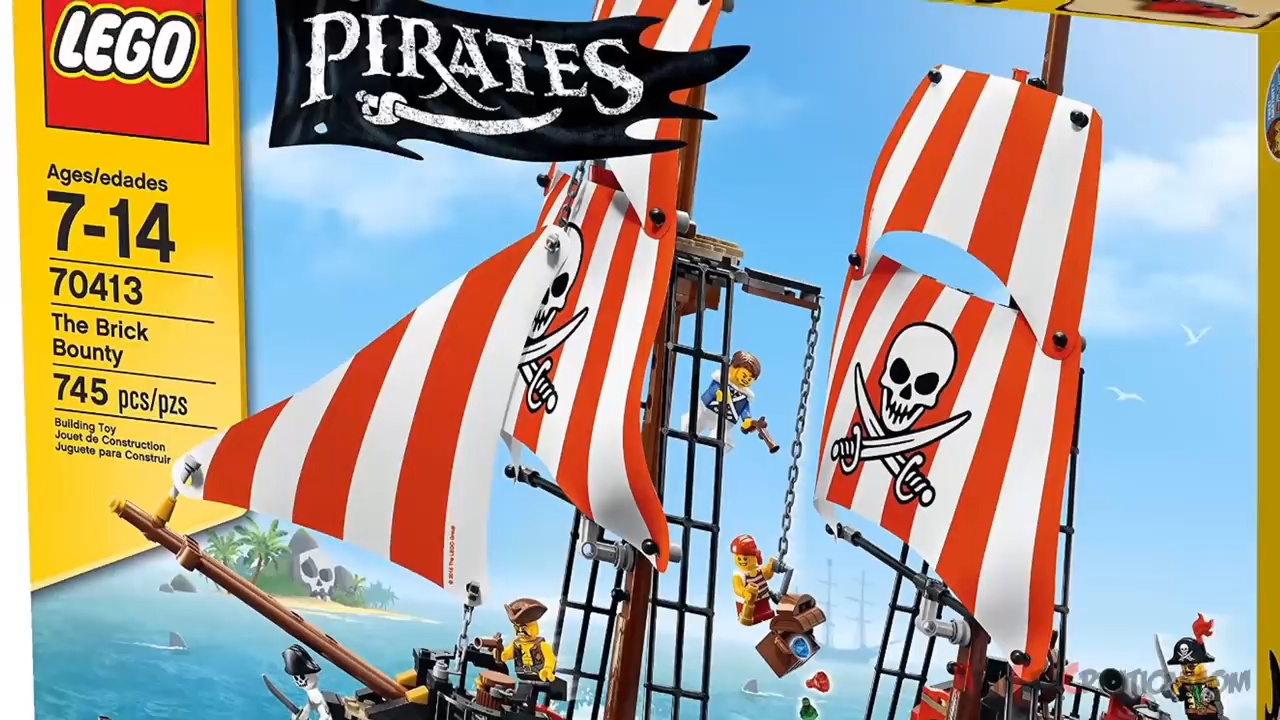 LEGO
PIRATES
Ages/edades
7-14
70413
The Brick
Bounty
745 pcs/pzs
Building Toy
Jouet de Construction
Juguete para Construir